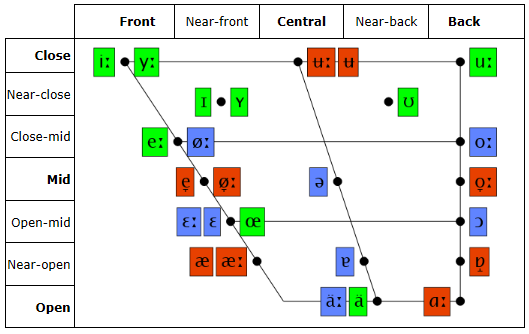 Front Near-front Central Near-back Back
Close iː yː ʉː ʉ uː
Near-close ɪ ʏ ʊ
Close-mid eː øː oː
Mid e̞ ø̞ː ə o̞ː
Open-mid ɛː ɛ œ ɔ
Near-open æ æː ɐ ɒ̝
Open äː ä ɑː